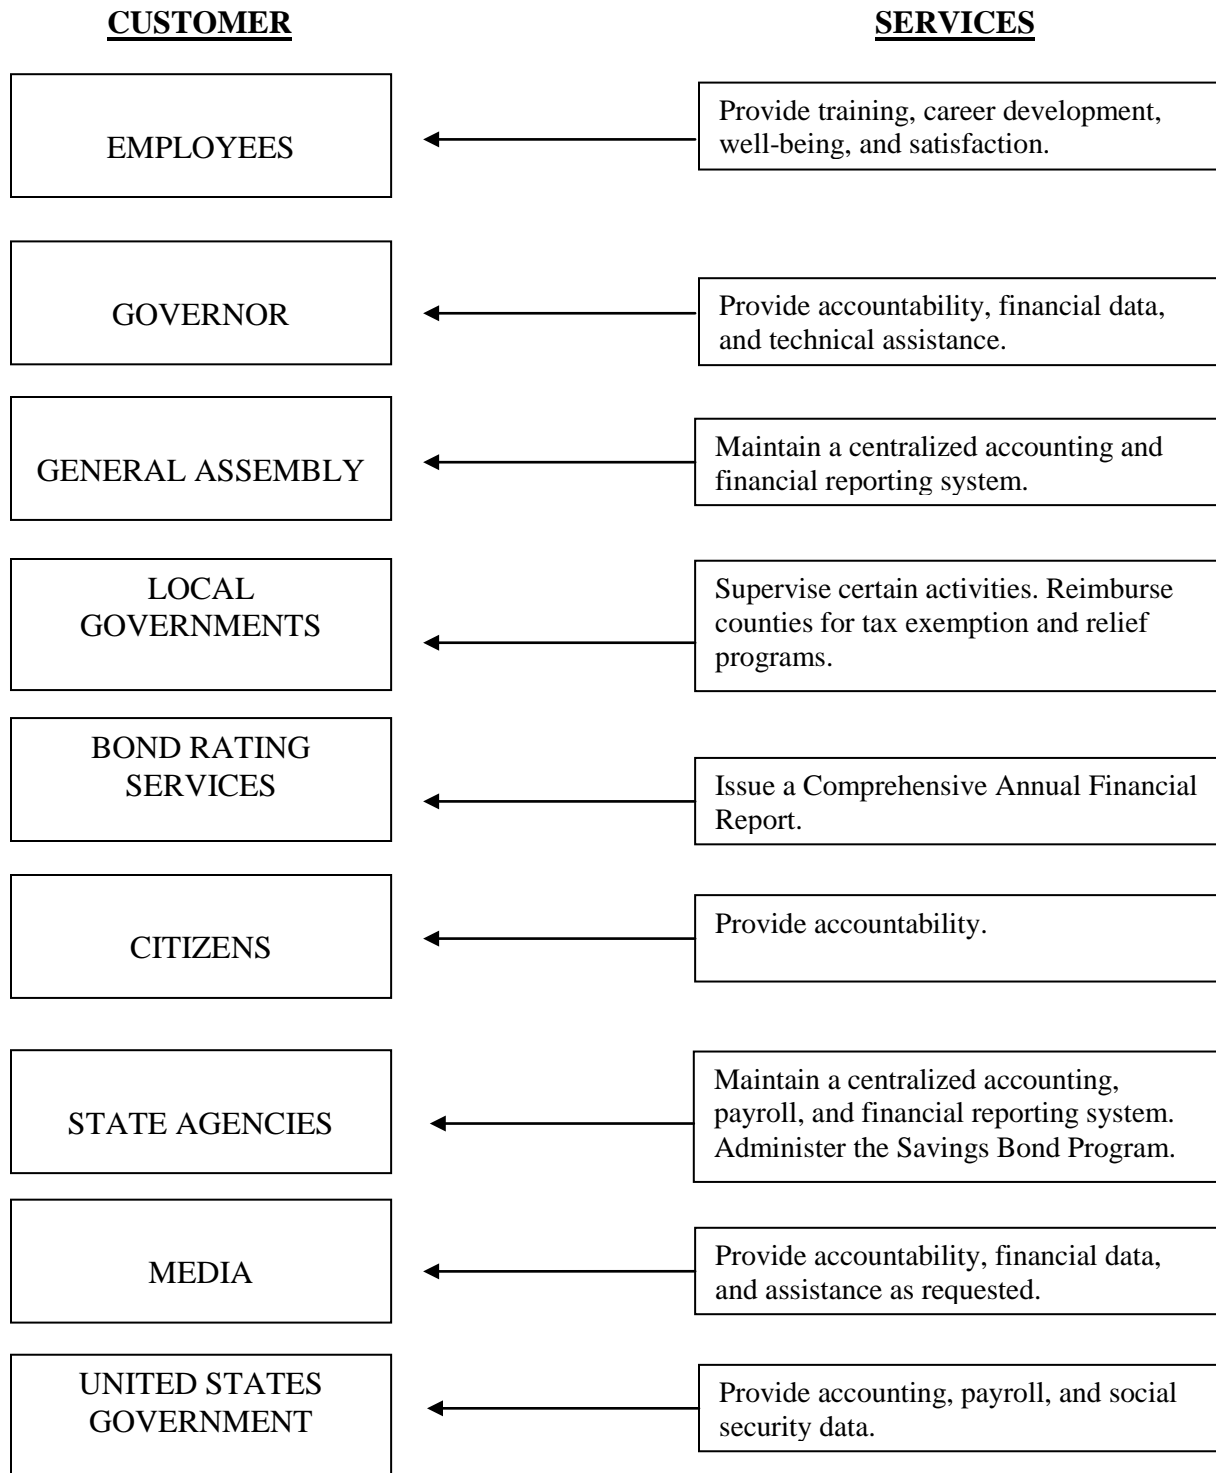 CUSTOMER
SERVICES
EMPLOYEES
Provide training, career development,
well-being, and satisfaction.
GOVERNOR
Provide accountability, financial data,
and technical assistance.
GENERAL ASSEMBLY
Maintain a centralized accounting and
financial reporting system.
LOCAL
GOVERNMENTS
Supervise certain activities. Reimburse
counties for tax exemption and relief
programs.
BOND RATING
SERVICES
Issue a Comprehensive Annual Financial
Report.
CITIZENS
Provide accountability.
STATE AGENCIES
Maintain a centralized accounting,
payroll, and financial reporting system.
Administer the Savings Bond Program.
MEDIA
Provide accountability, financial data,
and assistance as requested.
UNITED STATES
GOVERNMENT
Provide accounting, payroll, and social
security data.